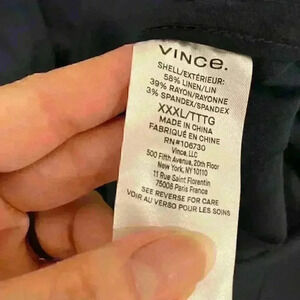 VINCE.
SHELL/EXTÉRIEUR:
58% LINEN/LIN
39% RAYON/RAYONNE
3% SPANDEX/SPANDEX
XXXL/TTTG
MADE IN CHINA
FABRIQUÉ EN CHINE
RN#106730
Vince, LLC
500 Fifth Avenue, 20th Floor
New York, NY 10110
11 Rue Saint Florentin
75008 Paris France
SEE REVERSE FOR CARE
VOIR AU VERSO POUR LES SOINS